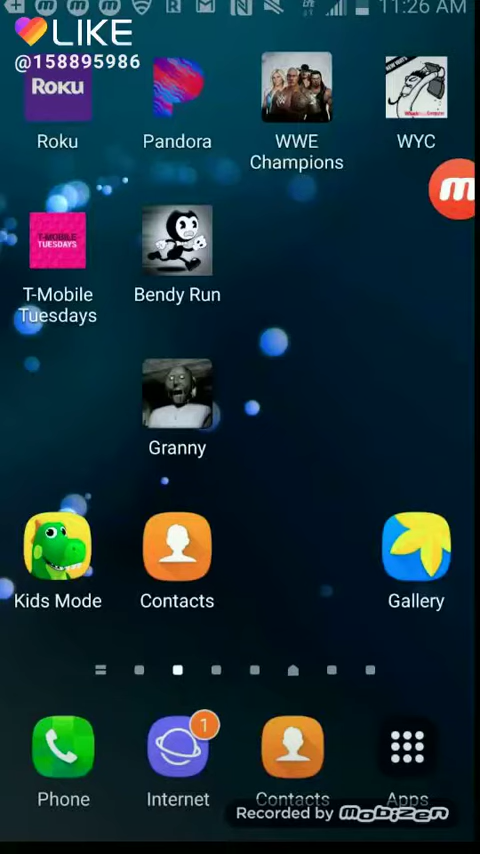 11:26 AM
LIKE
@158895986
Roku
Roku
Pandora
WWE
Champions
WYC
T-MOBILE
TUESDAYS
T-Mobile
Tuesdays
Bendy Run
Granny
Kids Mode
Contacts
Gallery
1
Phone
Internet
Contacts
Apps
Recorded by MOBIZEN